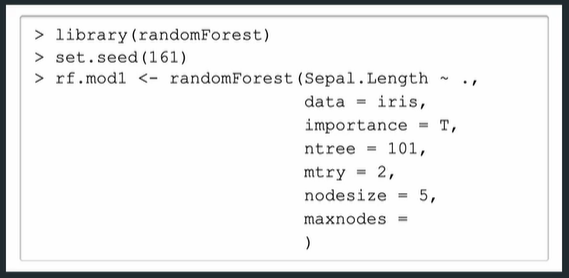 > library(randomForest)
> set.seed(161)
> rf.mod1 <- randomForest(Sepal.Length ~ .,
data = iris,
importance = T,
ntree = 101,
mtry = 2,
nodesize = 5,
maxnodes =
)